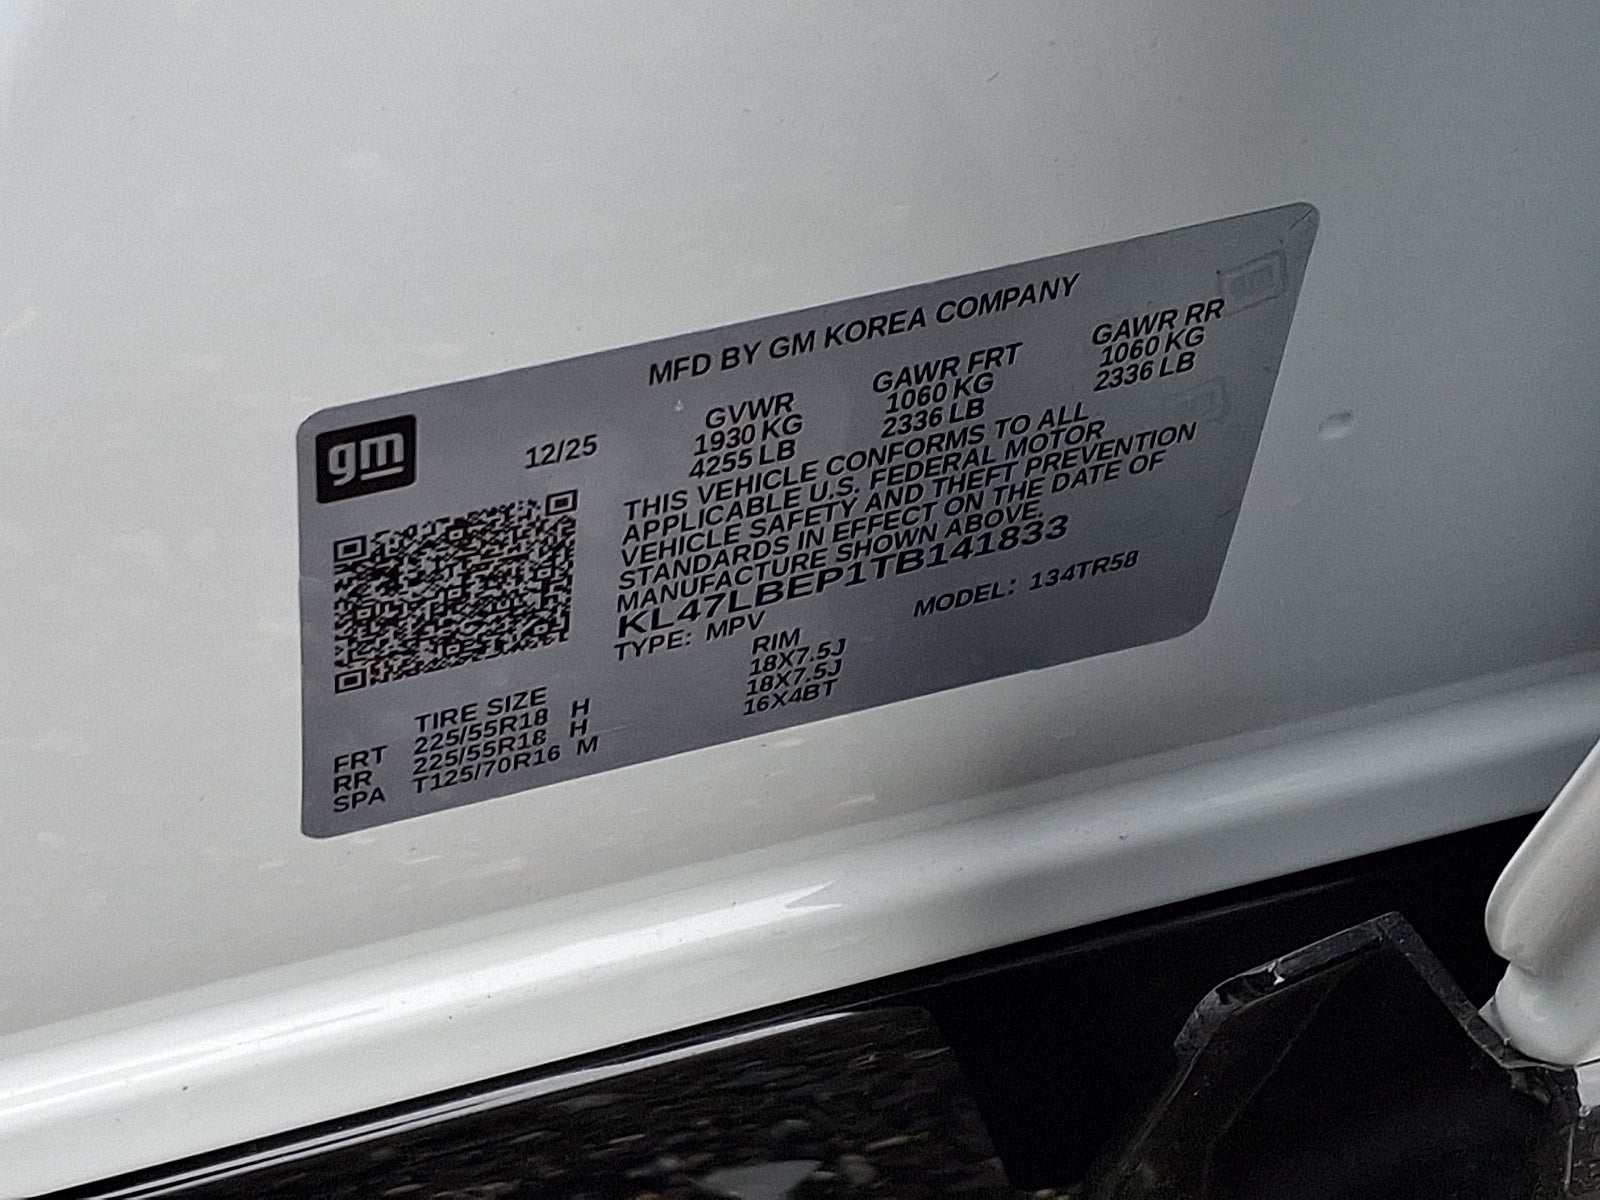 MFD BY GM KOREA COMPANY
gm
12/25
GVWR GAWR FRT GAWR RR
1930 KG 1060 KG 1060 KG
4255 LB 2336 LB 2336 LB
THIS VEHICLE CONFORMS TO ALL
APPLICABLE U.S. FEDERAL MOTOR
VEHICLE SAFETY AND THEFT PREVENTION
STANDARDS IN EFFECT ON THE DATE OF
MANUFACTURE SHOWN ABOVE.
KL47LBEP1TB141833
TYPE: MPV MODEL: 134TR58
TIRE SIZE RIM
FRT 225/55R18 H 18X7.5J
RR 225/55R18 H 18X7.5J
SPA T125/70R16 M 16X4BT